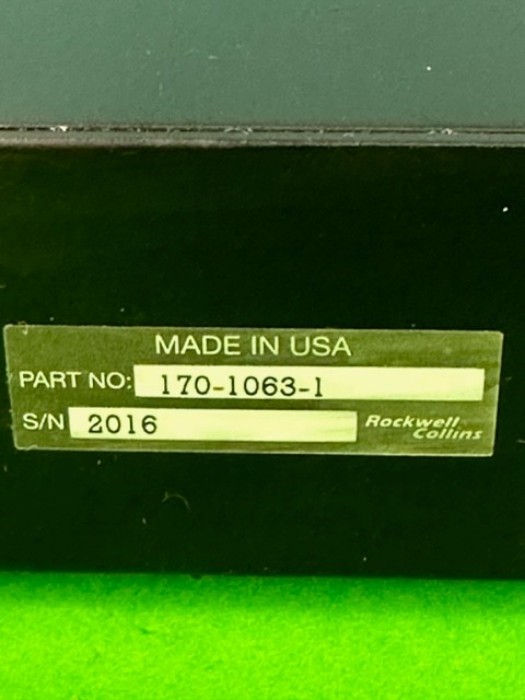 MADE IN USA
PART NO: 170-1063-1
S/N 2016
Rockwell
Collins